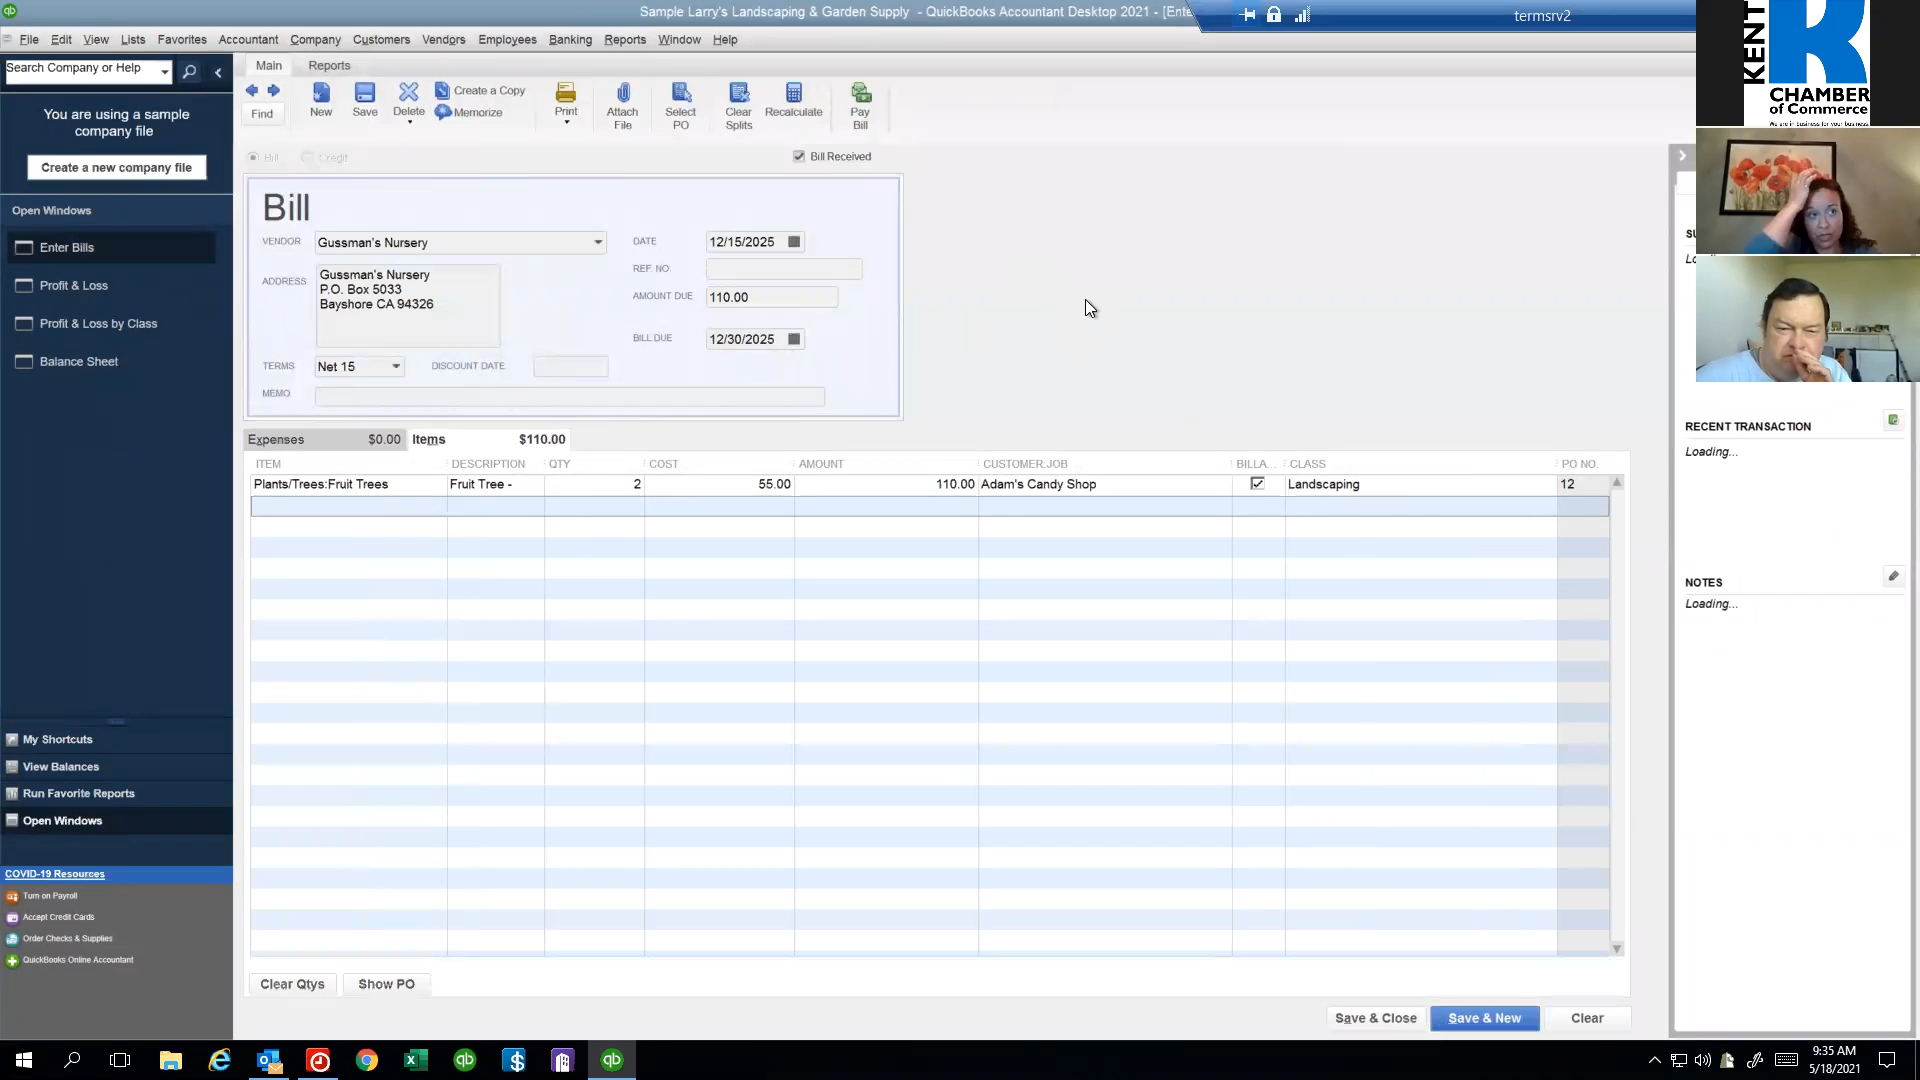 Sample Larry's Landscaping & Garden Supply - QuickBooks Accountant Desktop 2021 - [Ente
termsrv2
File Edit View Lists Favorites Accountant Company Customers Vendors Employees Banking Reports Window Help
Search Company or Help
Main Reports
Find
New
Save
Delete
Create a Copy
Memorize
Print
Attach File
Select PO
Clear Splits
Recalculate
Pay Bill
You are using a sample company file
Create a new company file
Bill
Credit
Bill Received
Open Windows
Enter Bills
Profit & Loss
Profit & Loss by Class
Balance Sheet
Bill
VENDOR Gussman's Nursery
DATE 12/15/2025
REF. NO.
ADDRESS Gussman's Nursery
P.O. Box 5033
Bayshore CA 94326
AMOUNT DUE 110.00
BILL DUE 12/30/2025
TERMS Net 15
DISCOUNT DATE
MEMO
Expenses $0.00
Items $110.00
ITEM DESCRIPTION QTY COST AMOUNT CUSTOMER:JOB BILLA... CLASS PO NO.
Plants/Trees:Fruit Trees Fruit Tree - 2 55.00 110.00 Adam's Candy Shop Landscaping 12
Clear Qtys
Show PO
Save & Close
Save & New
Clear
My Shortcuts
View Balances
Run Favorite Reports
Open Windows
COVID-19 Resources
Turn on Payroll
Accept Credit Cards
Order Checks & Supplies
QuickBooks Online Accountant
KENT
CHAMBER
of Commerce
We are in business for your business.
RECENT TRANSACTION
Loading...
NOTES
Loading...
9:35 AM
5/18/2021